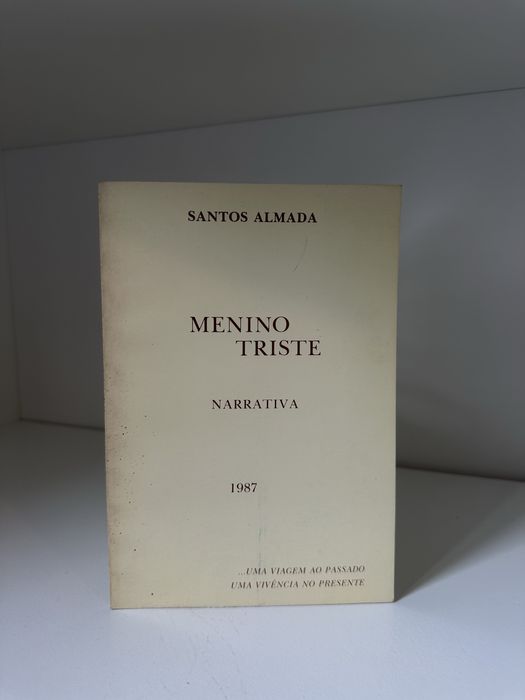 SANTOS ALMADA
MENINO
TRISTE
NARRATIVA
1987
...UMA VIAGEM AO PASSADO
UMA VIVÊNCIA NO PRESENTE